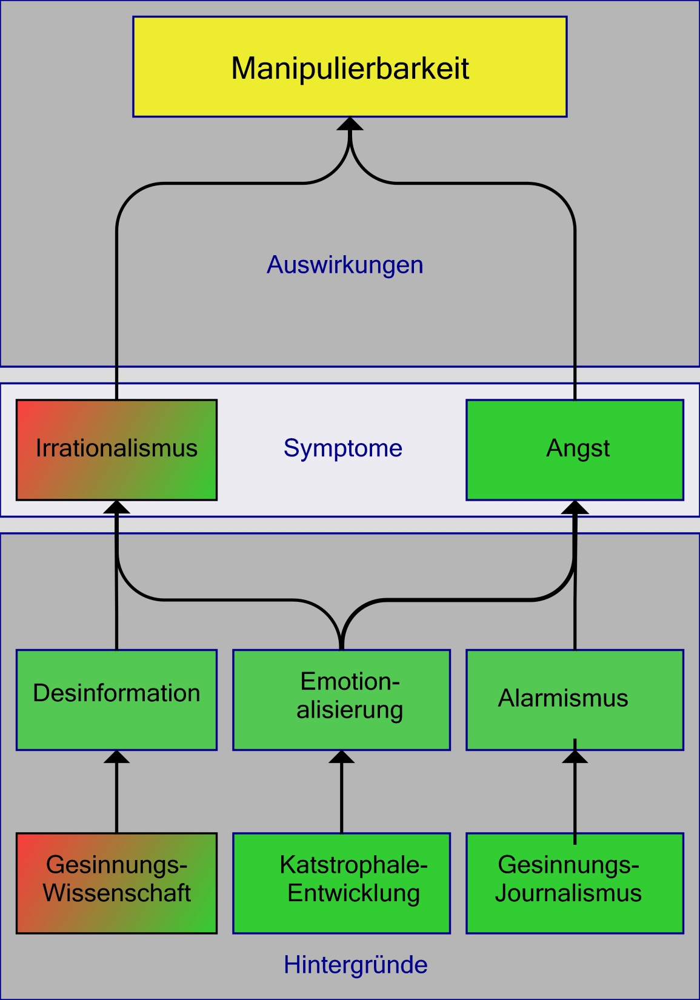 Manipulierbarkeit
Auswirkungen
Irrationalismus
Symptome
Angst
Desinformation
Emotion-
alisierung
Alarmismus
Gesinnungs-
Wissenschaft
Katstrophale-
Entwicklung
Gesinnungs-
Journalismus
Hintergründe